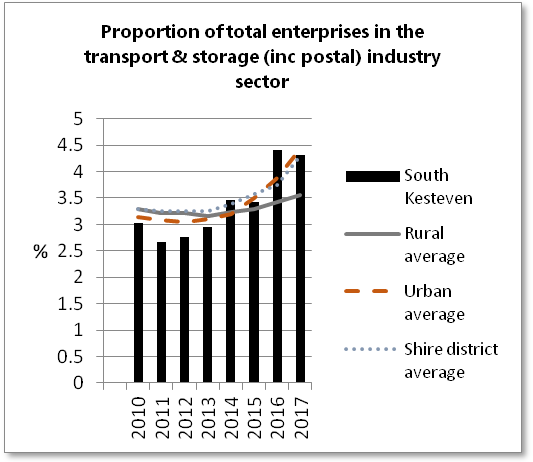 Proportion of total enterprises in the
transport & storage (inc postal) industry
sector
5
4.5
4
3.5
3
2.5
2
1.5
1
0.5
0
%
2010
2011
2012
2013
2014
2015
2016
2017
South
Kesteven
Rural
average
Urban
average
Shire district
average